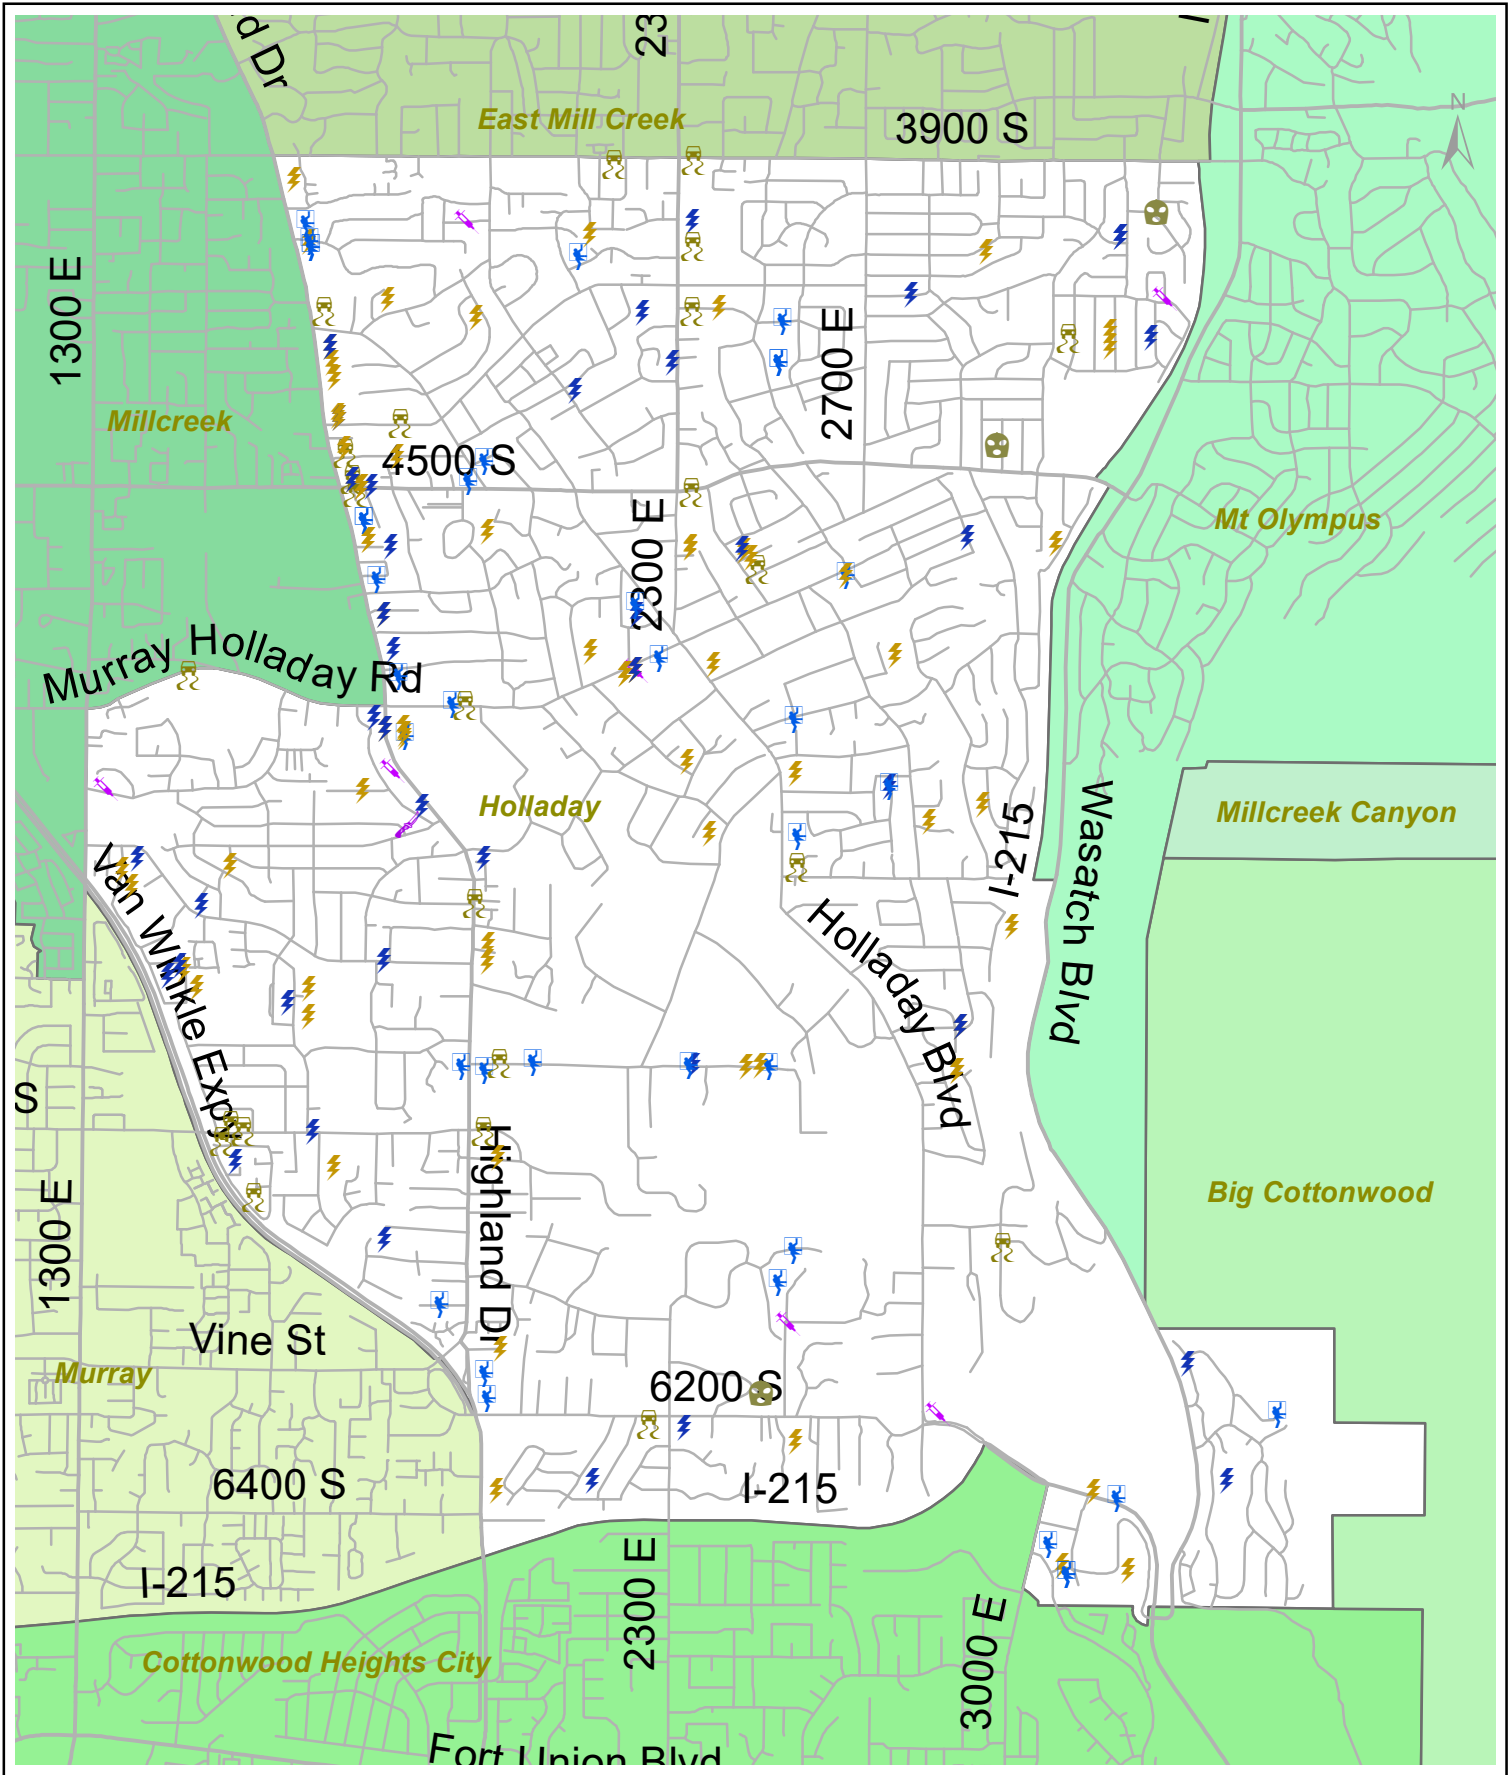 d Dr
23
East Mill Creek
3900 S
N
1300 E
2700 E
Millcreek
4500 S
2300 E
Mt Olympus
Murray Holladay Rd
Holladay
I-215
Wasatch Blvd
Millcreek Canyon
Van Winkle Expy
Holladay Blvd
S
Highland Dr
1300 E
Big Cottonwood
Vine St
Murray
6200 S
6400 S
I-215
I-215
2300 E
3000 E
Cottonwood Heights City
Fort Union Blvd